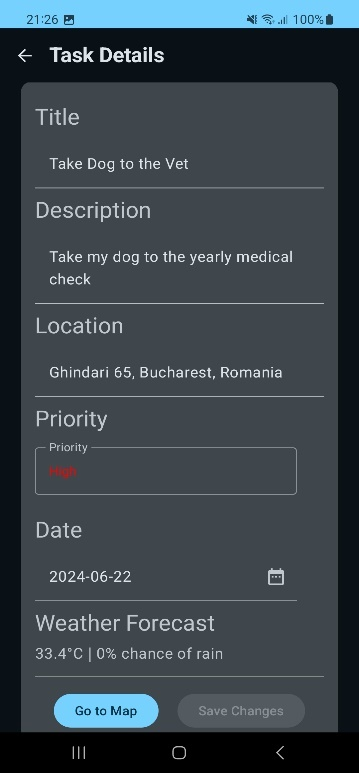 21:26 100%
Task Details
Title
Take Dog to the Vet
Description
Take my dog to the yearly medical
check
Location
Ghindari 65, Bucharest, Romania
Priority
Priority
High
Date
2024-06-22
Weather Forecast
33.4°C | 0% chance of rain
Go to Map Save Changes